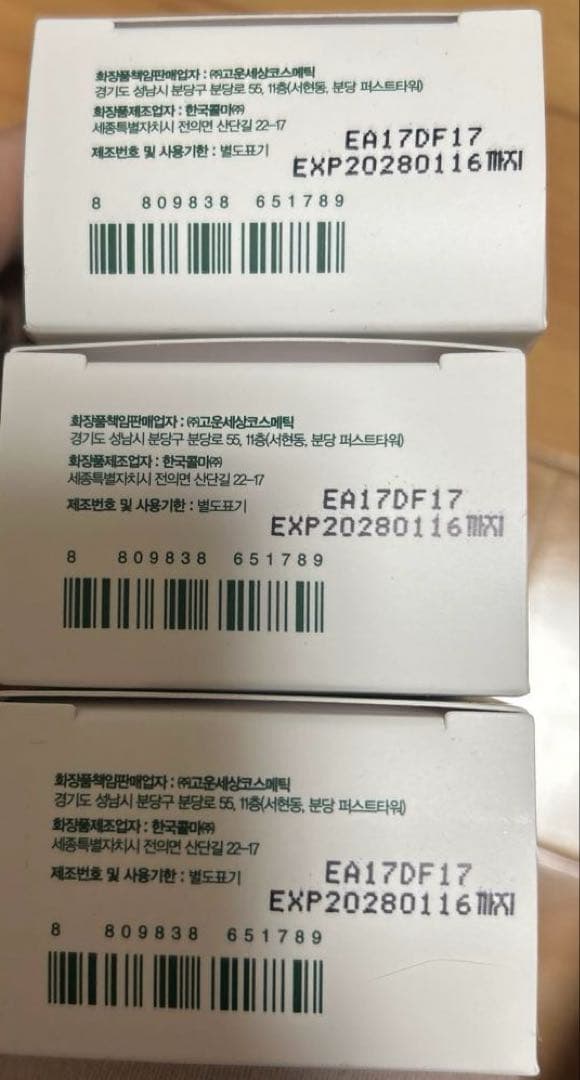 화장품책임판매업자 : ㈜고운세상코스메틱
경기도 성남시 분당구 분당로 55, 11층(서현동, 분당 퍼스트타워)
화장품제조업자 : 한국콜마㈜
세종특별자치시 전의면 산단길 22-17
제조번호 및 사용기한 : 별도표기
EA17DF17
EXP20280116까지
8 809838 651789
화장품책임판매업자 : ㈜고운세상코스메틱
경기도 성남시 분당구 분당로 55, 11층(서현동, 분당 퍼스트타워)
화장품제조업자 : 한국콜마㈜
세종특별자치시 전의면 산단길 22-17
제조번호 및 사용기한 : 별도표기
EA17DF17
EXP20280116까지
8 809838 651789
화장품책임판매업자 : ㈜고운세상코스메틱
경기도 성남시 분당구 분당로 55, 11층(서현동, 분당 퍼스트타워)
화장품제조업자 : 한국콜마㈜
세종특별자치시 전의면 산단길 22-17
제조번호 및 사용기한 : 별도표기
EA17DF17
EXP20280116까지
8 809838 651789